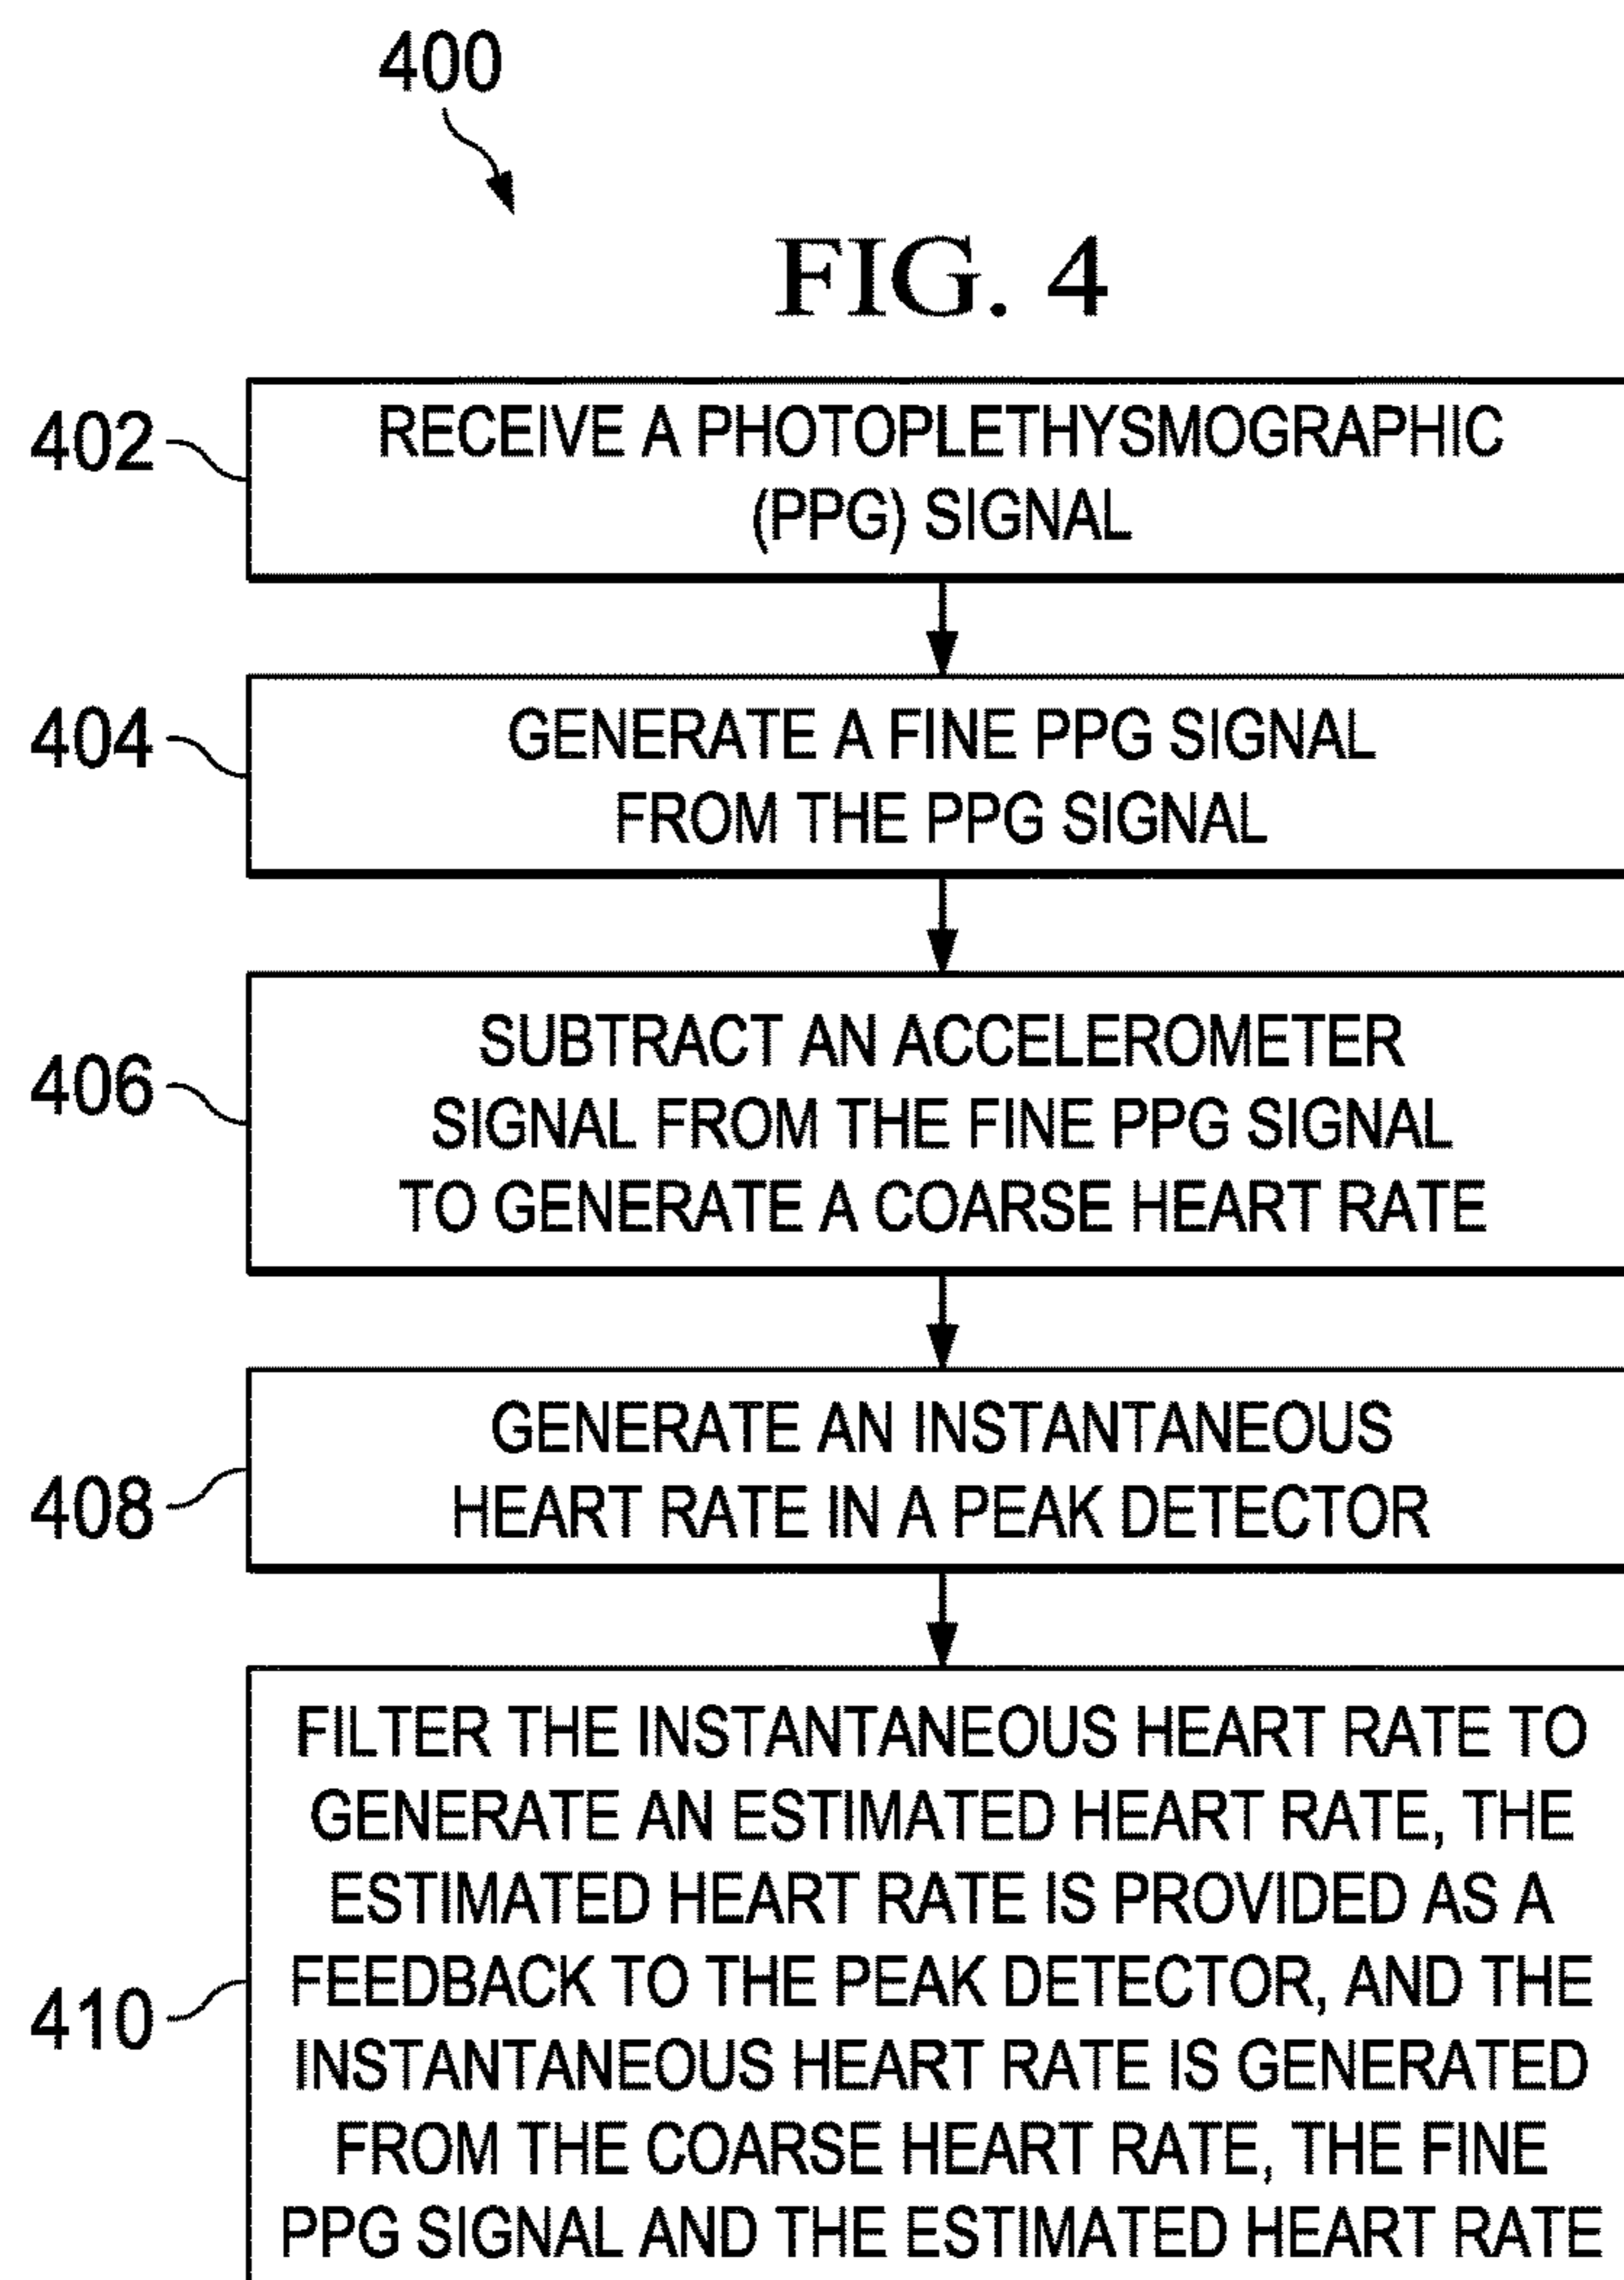 400
FIG. 4
402
RECEIVE A PHOTOPLETHYSMOGRAPHIC
(PPG) SIGNAL
404
GENERATE A FINE PPG SIGNAL
FROM THE PPG SIGNAL
406
SUBTRACT AN ACCELEROMETER
SIGNAL FROM THE FINE PPG SIGNAL
TO GENERATE A COARSE HEART RATE
408
GENERATE AN INSTANTANEOUS
HEART RATE IN A PEAK DETECTOR
410
FILTER THE INSTANTANEOUS HEART RATE TO
GENERATE AN ESTIMATED HEART RATE, THE
ESTIMATED HEART RATE IS PROVIDED AS A
FEEDBACK TO THE PEAK DETECTOR, AND THE
INSTANTANEOUS HEART RATE IS GENERATED
FROM THE COARSE HEART RATE, THE FINE
PPG SIGNAL AND THE ESTIMATED HEART RATE